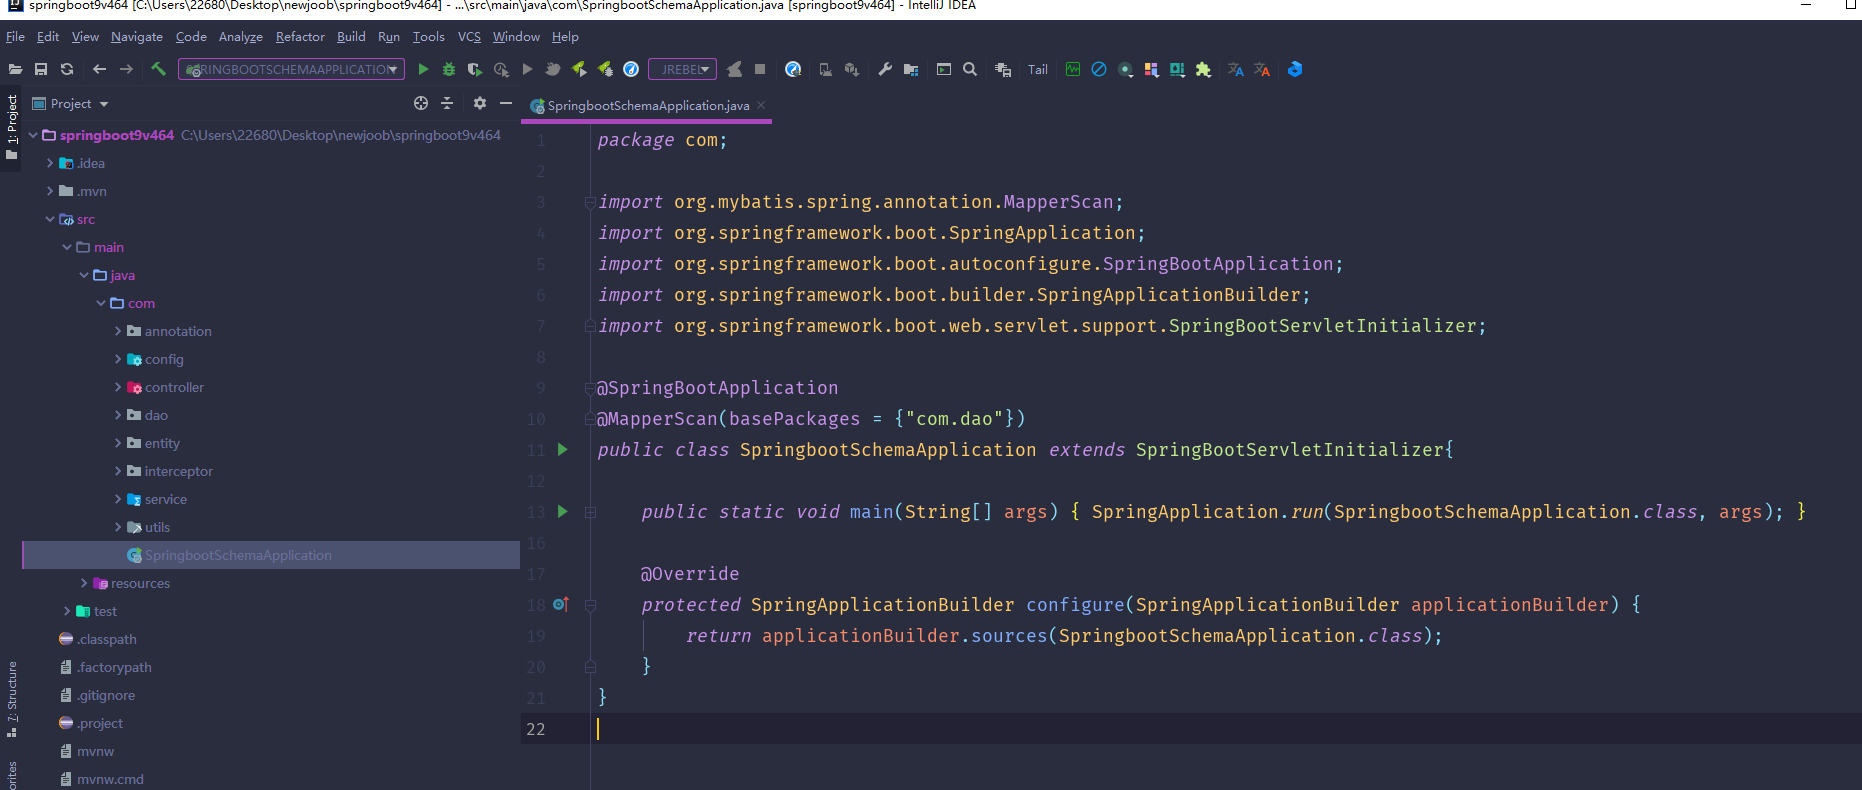 springboot9v464 [C:\Users\22680\Desktop\newjoob\springboot9v464] - ...\src\main\java\com\SpringbootSchemaApplication.java [springboot9v464] - IntelliJ IDEA
File Edit View Navigate Code Analyze Refactor Build Run Tools VCS Window Help
SPRINGBOOTSCHEMAAPPLICATION JREBEL Tail
Project
SpringbootSchemaApplication.java
1: Project
springboot9v464 C:\Users\22680\Desktop\newjoob\springboot9v464
.idea
.mvn
src
main
java
com
annotation
config
controller
dao
entity
interceptor
service
utils
SpringbootSchemaApplication
resources
test
.classpath
.factorypath
.gitignore
.project
mvnw
mvnw.cmd
7: Structure
1 package com;
2
3 import org.mybatis.spring.annotation.MapperScan;
4 import org.springframework.boot.SpringApplication;
5 import org.springframework.boot.autoconfigure.SpringBootApplication;
6 import org.springframework.boot.builder.SpringApplicationBuilder;
7 import org.springframework.boot.web.servlet.support.SpringBootServletInitializer;
8
9 @SpringBootApplication
10 @MapperScan(basePackages = {"com.dao"})
11 public class SpringbootSchemaApplication extends SpringBootServletInitializer{
12
13 public static void main(String[] args) { SpringApplication.run(SpringbootSchemaApplication.class, args); }
16
17 @Override
18 protected SpringApplicationBuilder configure(SpringApplicationBuilder applicationBuilder) {
19 return applicationBuilder.sources(SpringbootSchemaApplication.class);
20 }
21 }
22